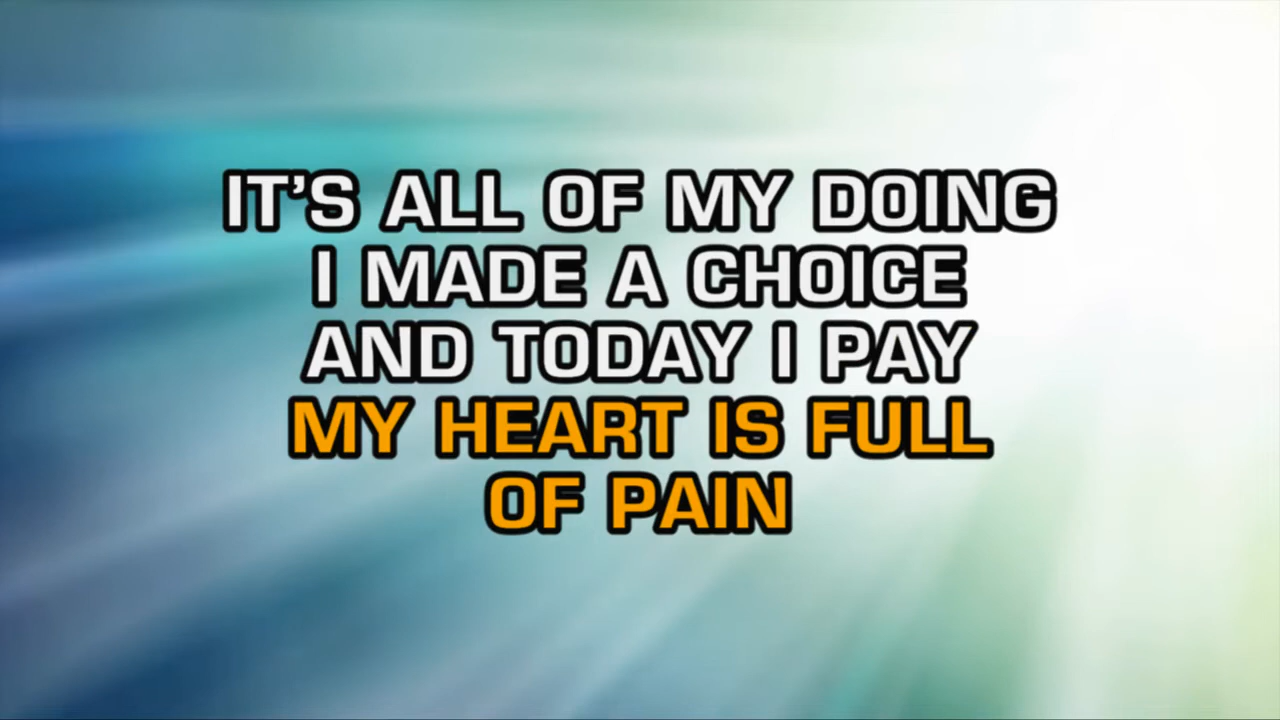 IT’S ALL OF MY DOING
I MADE A CHOICE
AND TODAY I PAY
MY HEART IS FULL
OF PAIN